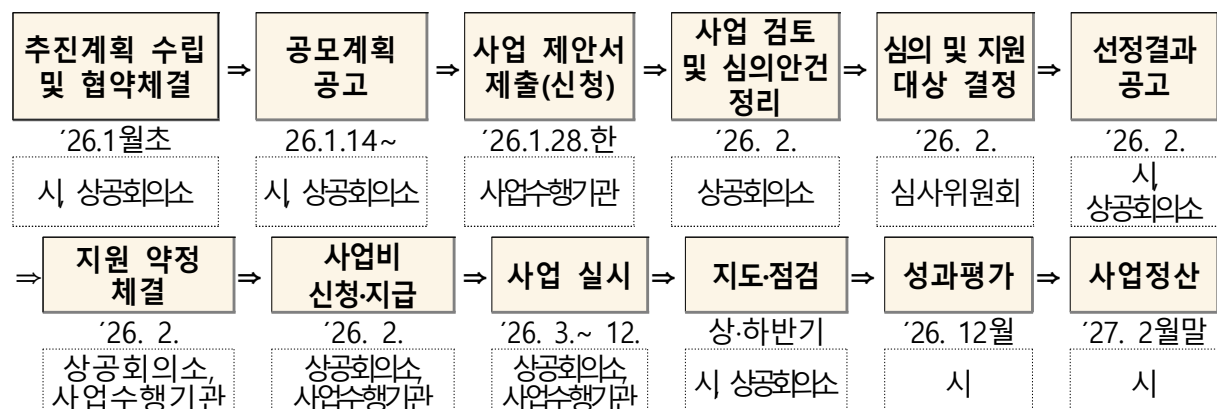 추진계획 수립
및 협약체결
⇒
공모계획
공고
⇒
사업 제안서
제출(신청)
⇒
사업 검토
및 심의안건
정리
⇒
심의 및 지원
대상 결정
⇒
선정결과
공고
´26.1월초
26.1.14~
´26.1.28.한
´26. 2.
´26. 2.
´26. 2.
시, 상공회의소
시, 상공회의소
사업수행기관
상공회의소
심사위원회
시,
상공회의소
⇒
지원 약정
체결
⇒
사업비
신청·지급
⇒
사업 실시
⇒
지도·점검
⇒
성과평가
⇒
사업정산
´26. 2.
´26. 2.
´26. 3.~ 12.
상·하반기
´26. 12월
´27. 2월말
상공회의소,
사업수행기관
상공회의소,
사업수행기관
상공회의소,
사업수행기관
시, 상공회의소
시
시